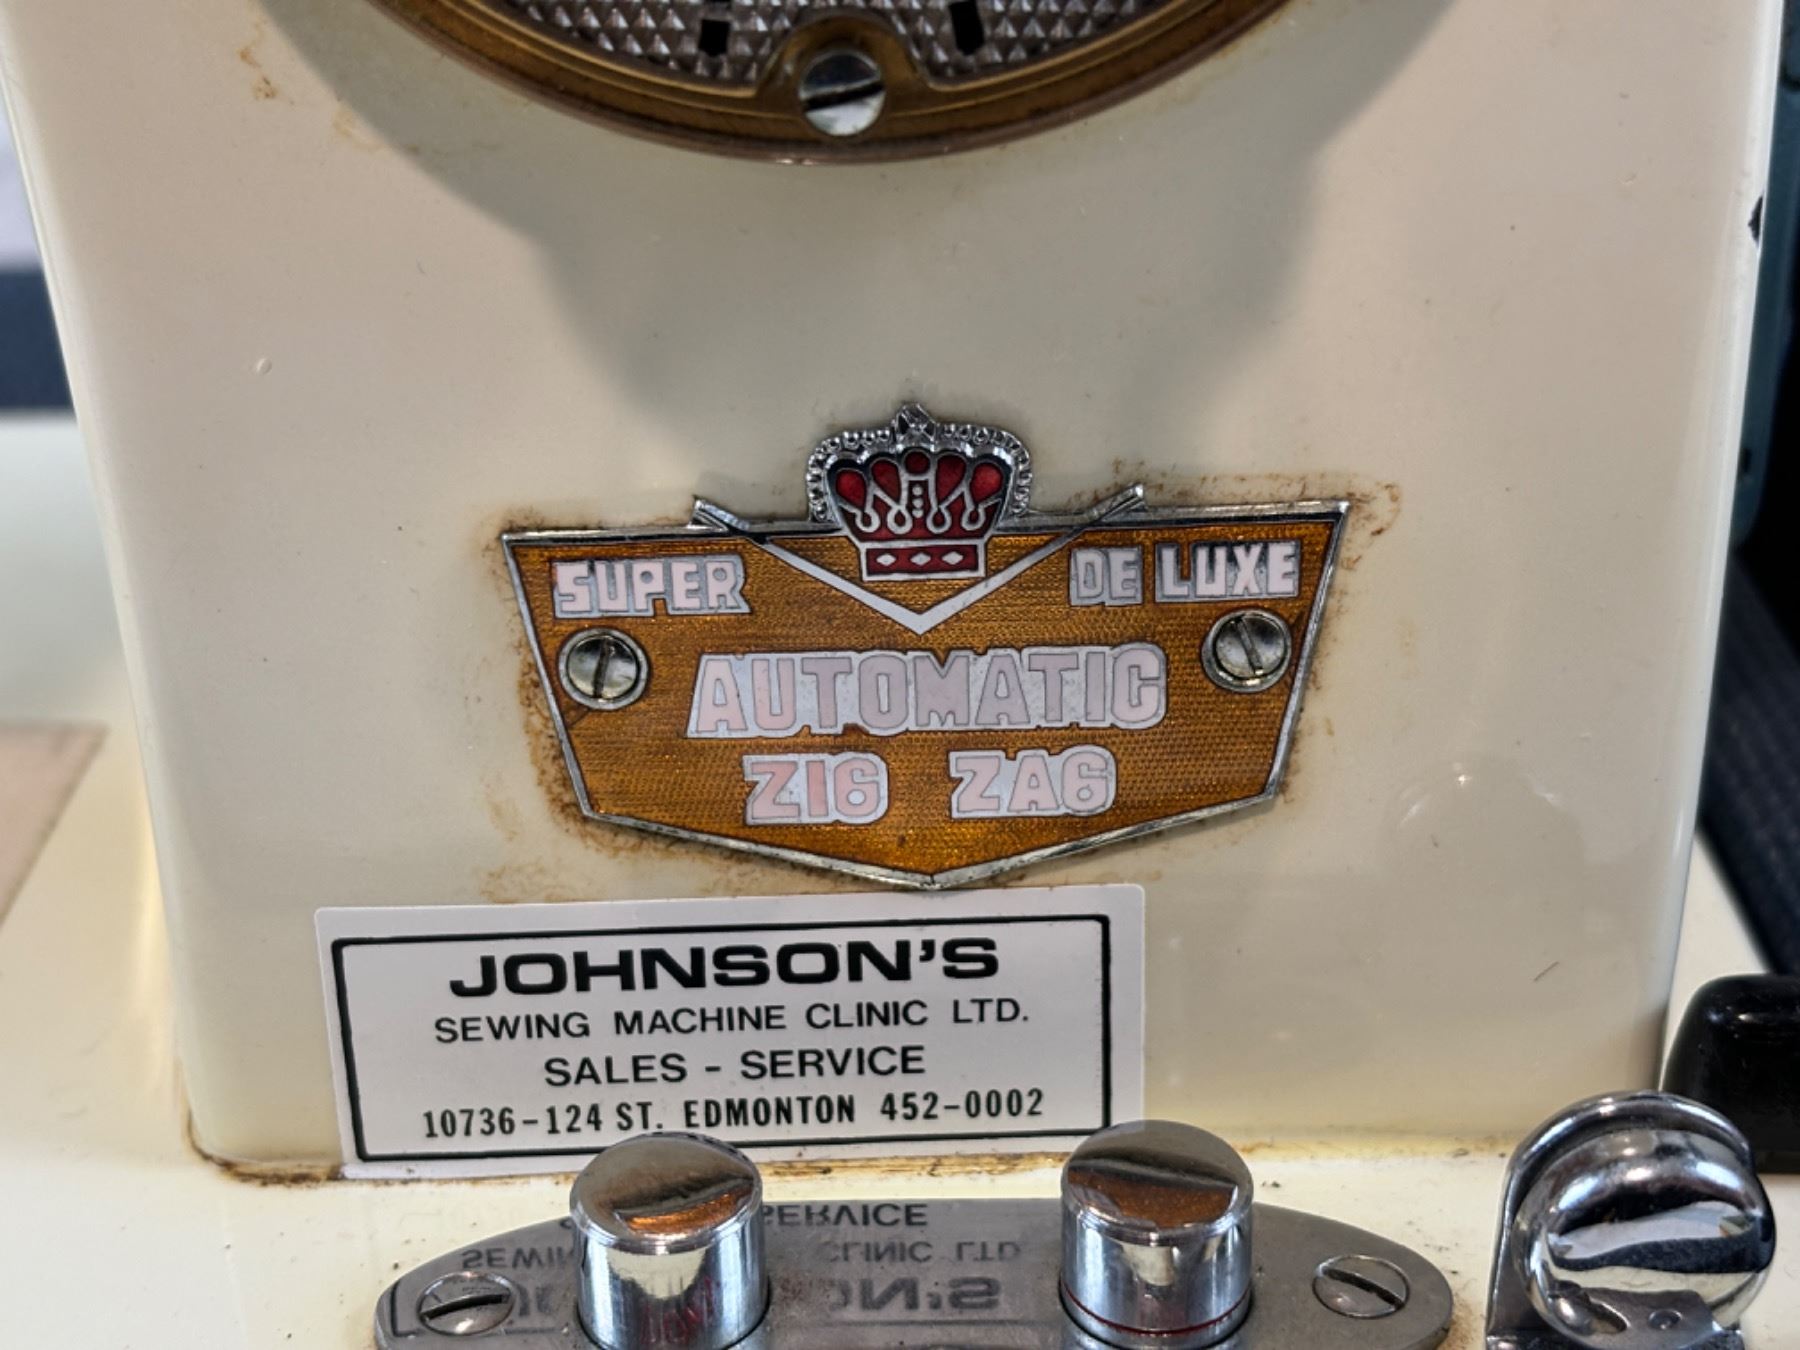 SUPER DE LUXE
AUTOMATIC
ZIG ZAG
JOHNSON'S
SEWING MACHINE CLINIC LTD.
SALES - SERVICE
10736-124 ST. EDMONTON 452-0002